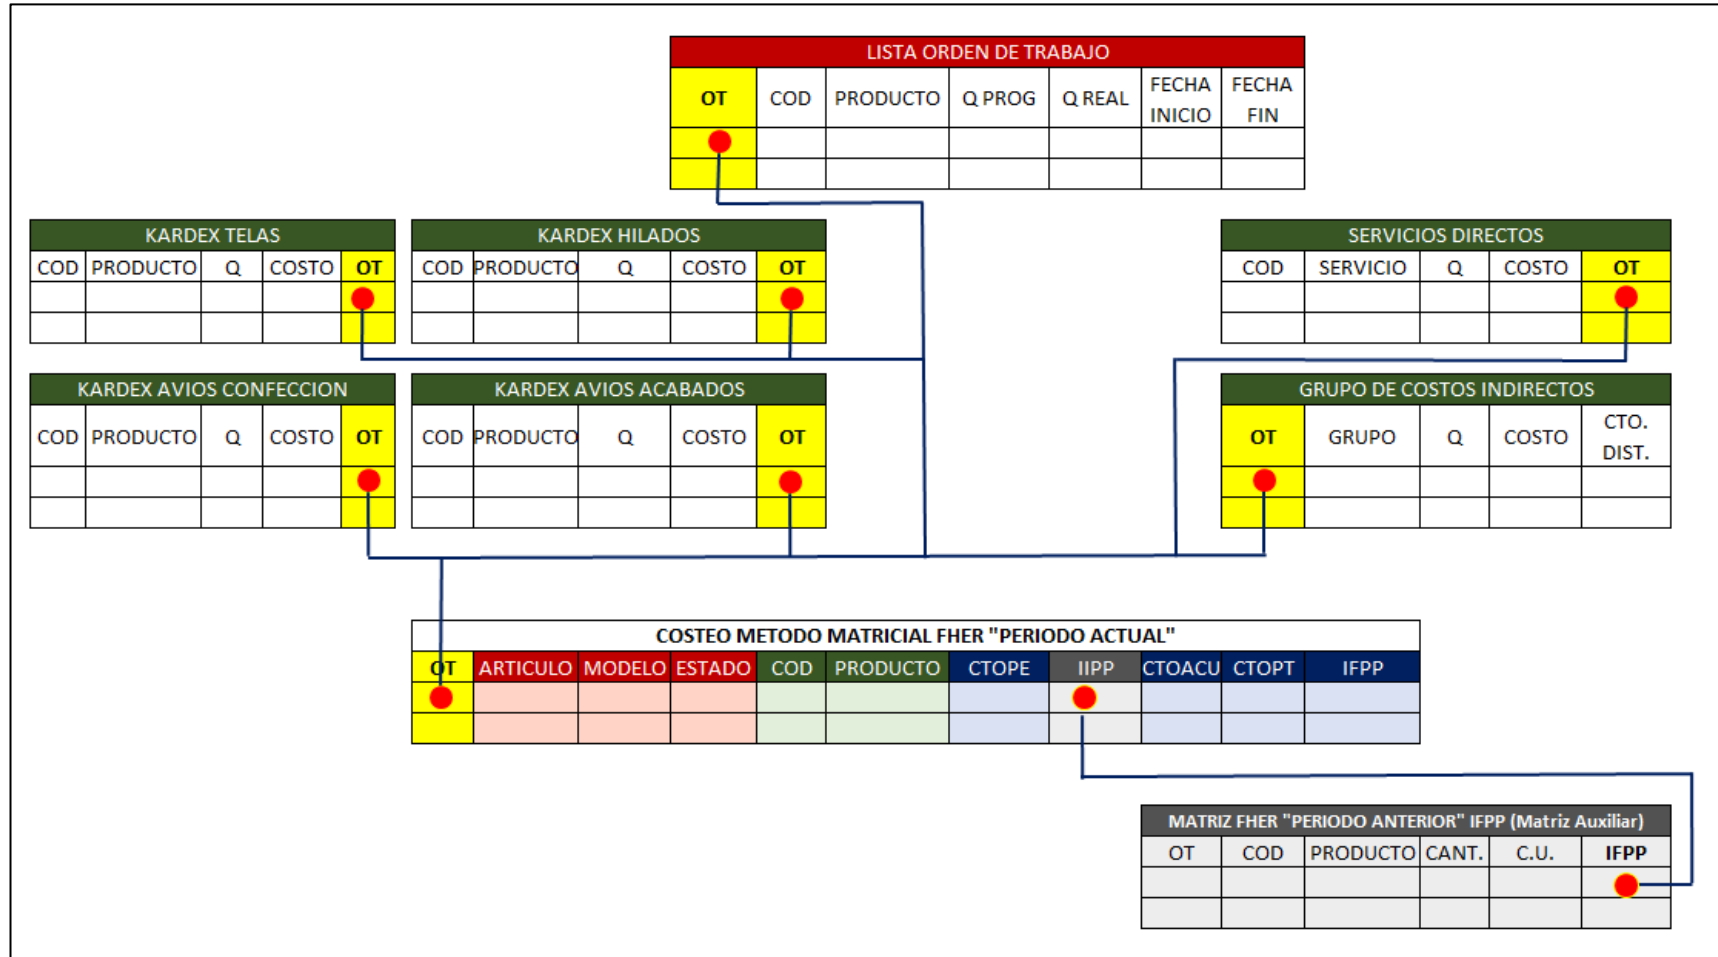 LISTA ORDEN DE TRABAJO
OT COD PRODUCTO Q PROG Q REAL FECHA INICIO FECHA FIN
KARDEX TELAS
COD PRODUCTO Q COSTO OT
KARDEX HILADOS
COD PRODUCTO Q COSTO OT
SERVICIOS DIRECTOS
COD SERVICIO Q COSTO OT
KARDEX AVIOS CONFECCION
COD PRODUCTO Q COSTO OT
KARDEX AVIOS ACABADOS
COD PRODUCTO Q COSTO OT
GRUPO DE COSTOS INDIRECTOS
OT GRUPO Q COSTO CTO. DIST.
COSTEO METODO MATRICIAL FHER "PERIODO ACTUAL"
OT ARTICULO MODELO ESTADO COD PRODUCTO CTOPE IIPP CTOACU CTOPT IFPP
MATRIZ FHER "PERIODO ANTERIOR" IFPP (Matriz Auxiliar)
OT COD PRODUCTO CANT. C.U. IFPP